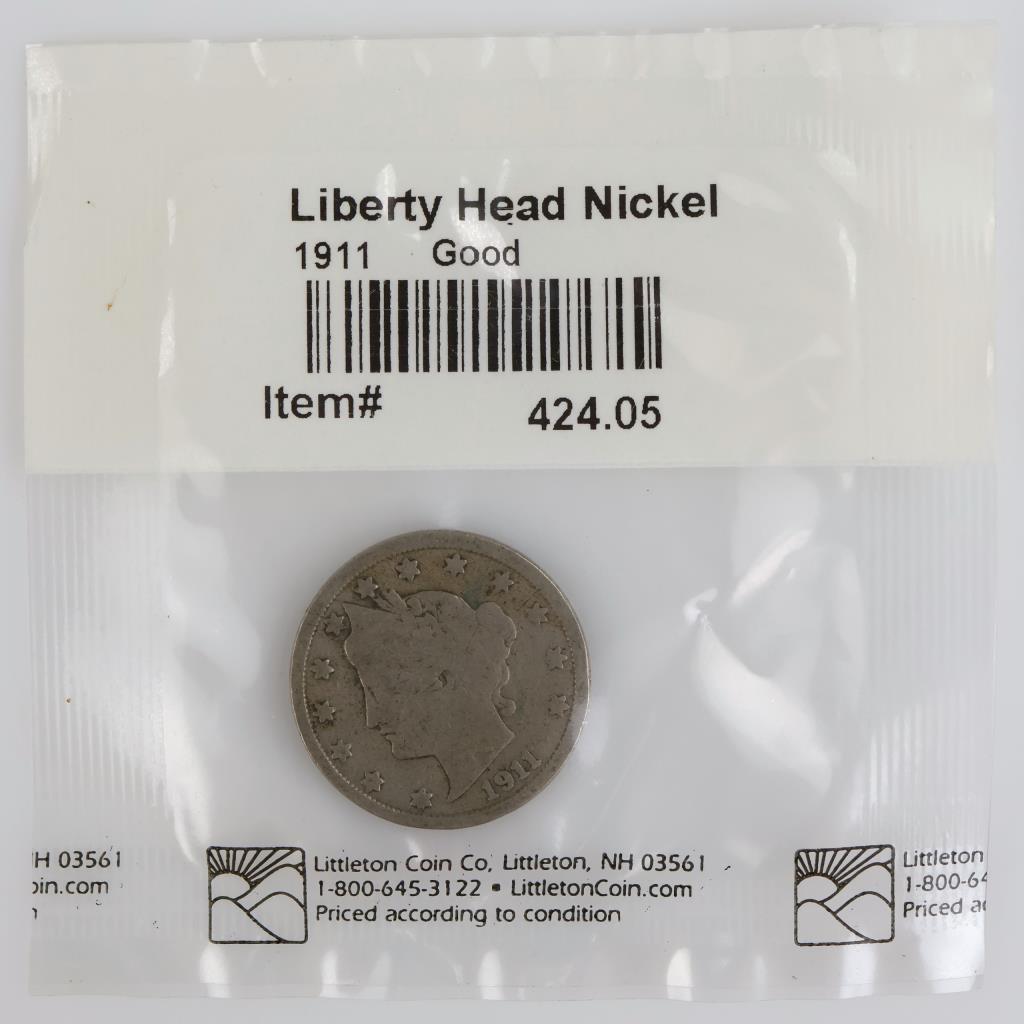 Liberty Head Nickel
1911 Good
Item# 424.05
1911
H 03561
oin.com
Littleton Coin Co, Littleton, NH 03561
1-800-645-3122 • LittletonCoin.com
Priced according to condition
Littleton
1-800-64
Priced ac